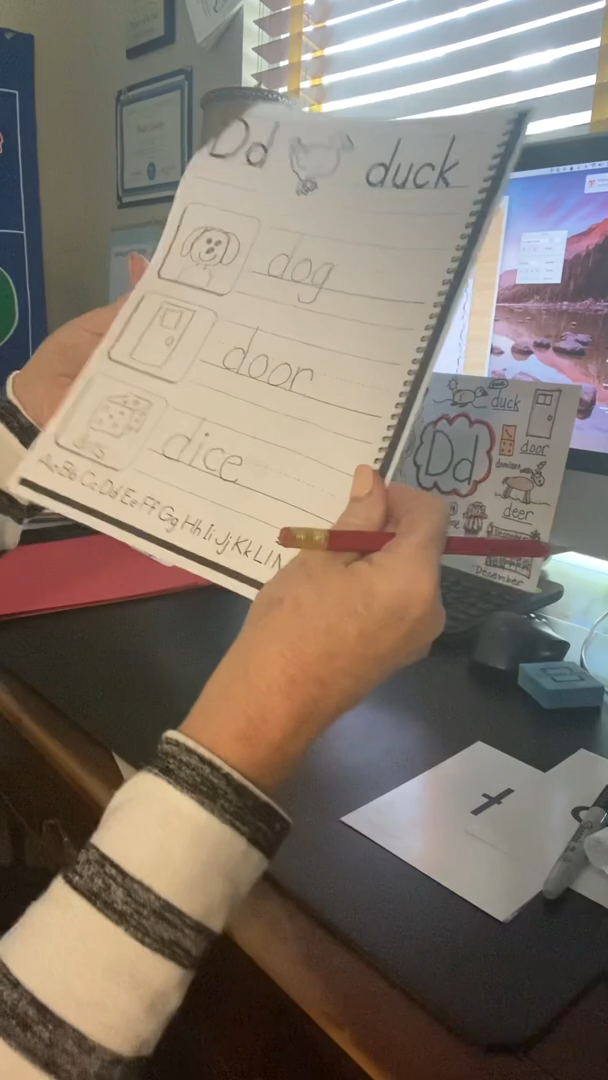 Dd duck
dog
door
dice
Aa Bb Cc Dd Ee Ff Gg Hh Ii Jj Kk Ll
duck
Dd
door
domino
deer
December
t